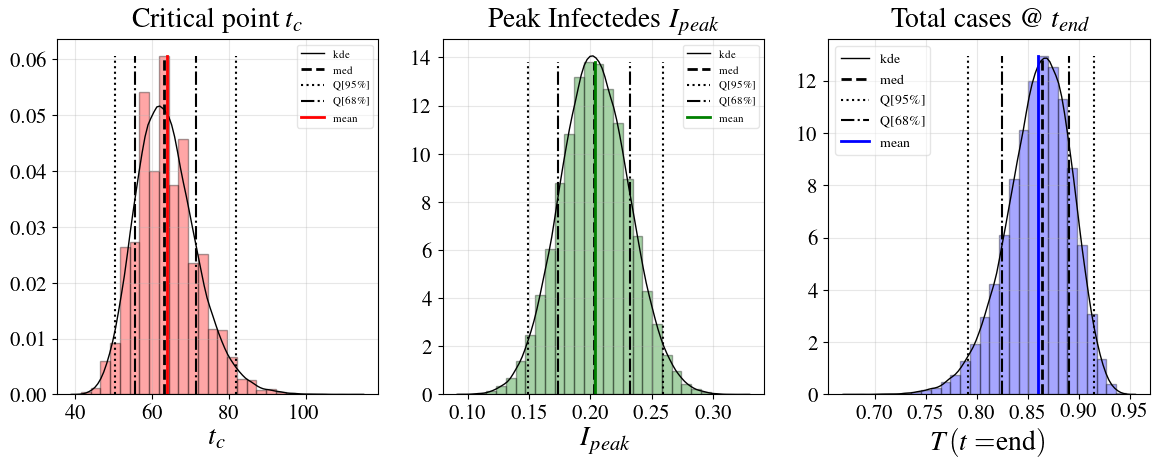 Critical point t_c
0.06
0.05
0.04
0.03
0.02
0.01
0.00
40 60 80 100
t_c
kde
med
Q[95%]
Q[68%]
mean
Peak Infectedes I_peak
14
12
10
8
6
4
2
0
0.10 0.15 0.20 0.25 0.30
I_peak
kde
med
Q[95%]
Q[68%]
mean
Total cases @ t_end
12
10
8
6
4
2
0
0.70 0.75 0.80 0.85 0.90 0.95
T (t =end)
kde
med
Q[95%]
Q[68%]
mean